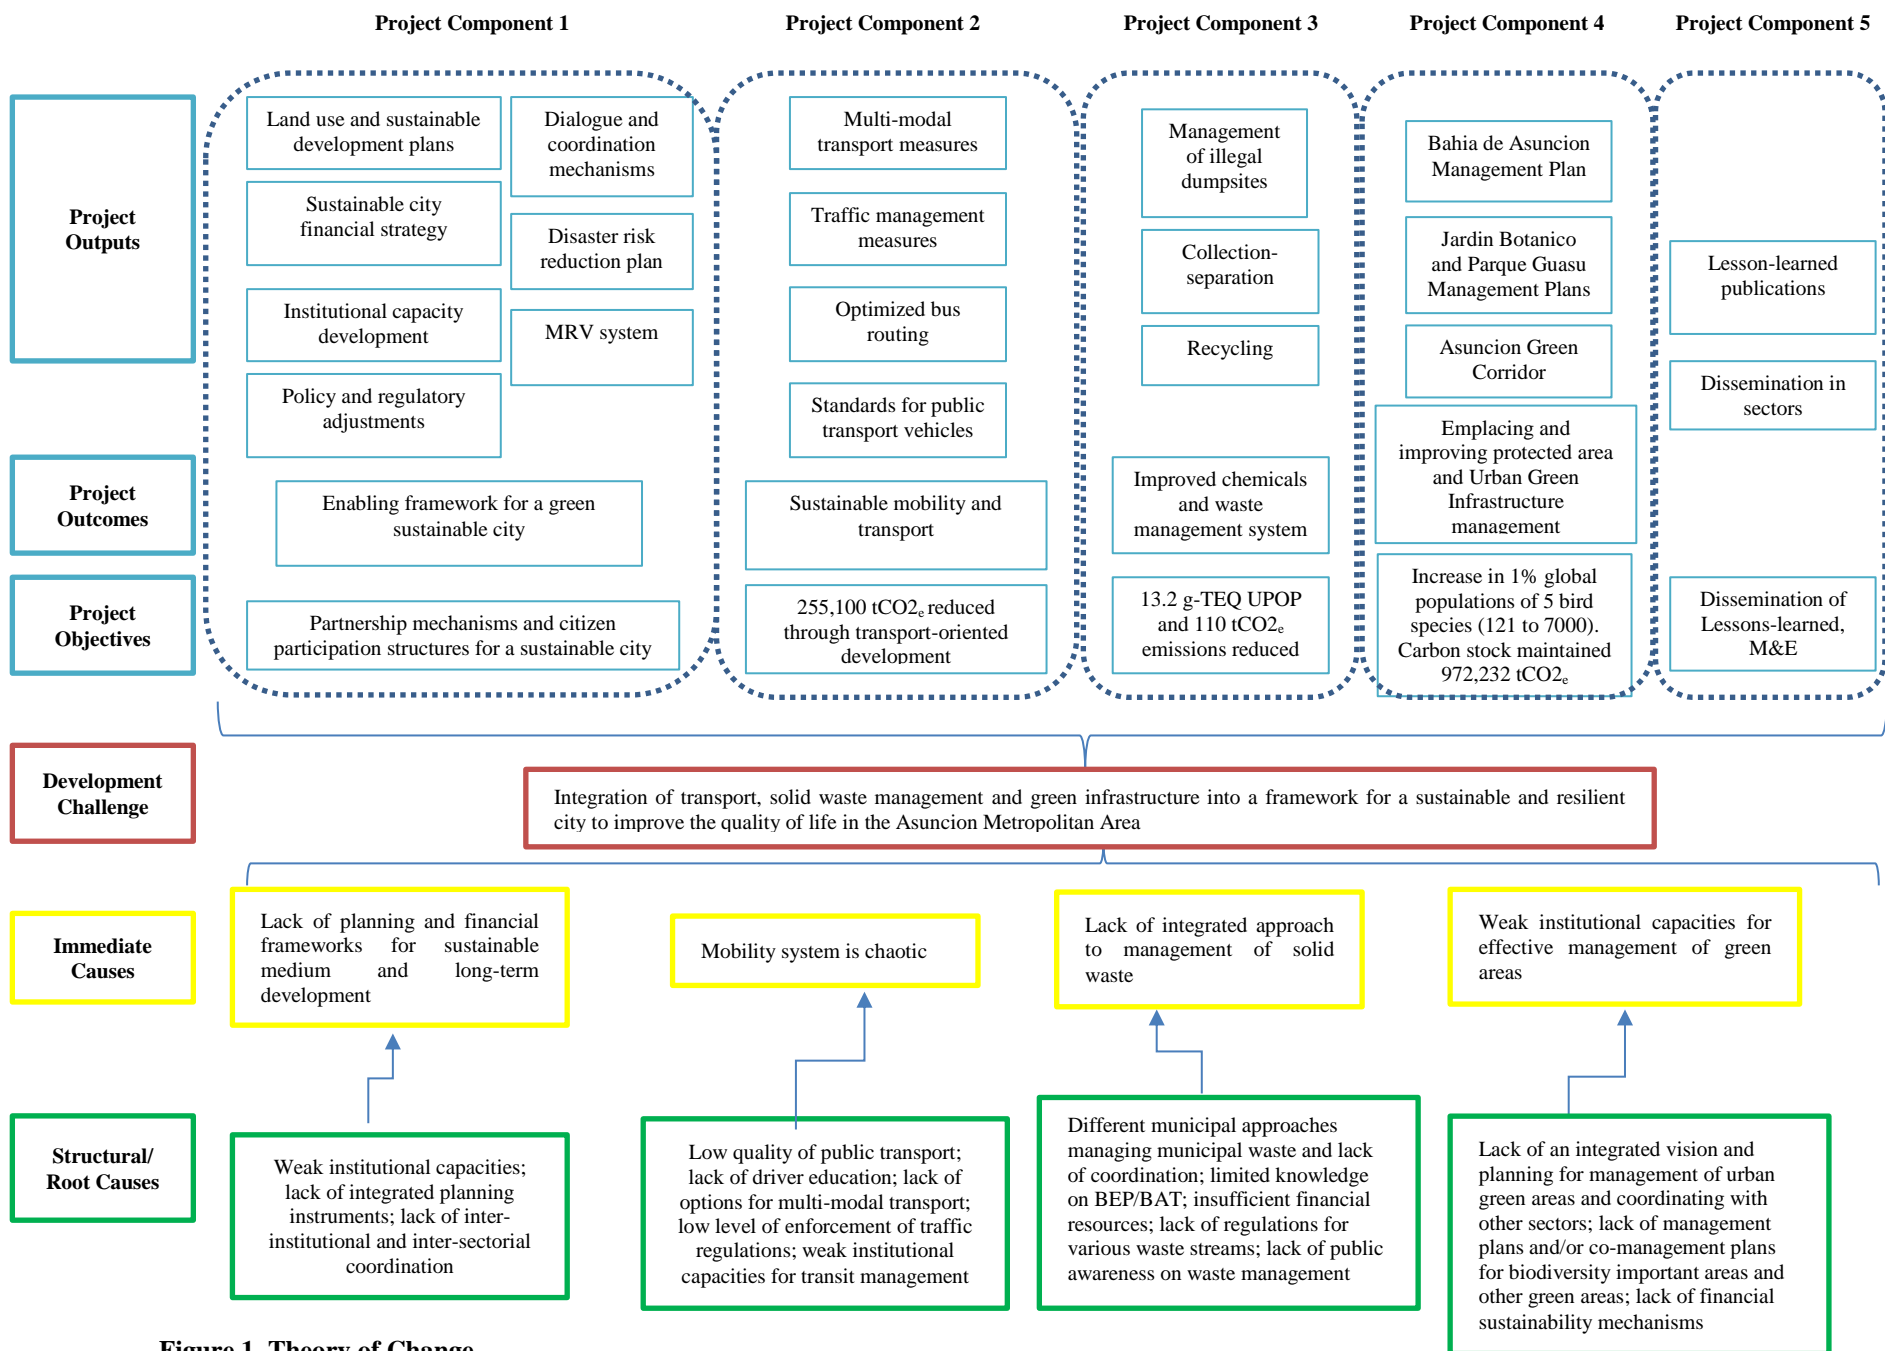 Project Component 1
Project Component 2
Project Component 3
Project Component 4
Project Component 5
Project
Outputs
Land use and sustainable
development plans
Sustainable city
financial strategy
Institutional capacity
development
Policy and regulatory
adjustments
Dialogue and
coordination
mechanisms
Disaster risk
reduction plan
MRV system
Multi-modal
transport measures
Traffic management
measures
Optimized bus
routing
Standards for public
transport vehicles
Management
of illegal
dumpsites
Collection-
separation
Recycling
Bahia de Asuncion
Management Plan
Jardin Botanico
and Parque Guasu
Management Plans
Asuncion Green
Corridor
Lesson-learned
publications
Dissemination in
sectors
Project
Outcomes
Enabling framework for a green
sustainable city
Sustainable mobility and
transport
Improved chemicals
and waste
management system
Emplacing and
improving protected area
and Urban Green
Infrastructure
management
Project
Objectives
Partnership mechanisms and citizen
participation structures for a sustainable city
255,100 tCO2e reduced
through transport-oriented
development
13.2 g-TEQ UPOP
and 110 tCO2e
emissions reduced
Increase in 1% global
populations of 5 bird
species (121 to 7000).
Carbon stock maintained
972,232 tCO2e
Dissemination of
Lessons-learned,
M&E
Development
Challenge
Integration of transport, solid waste management and green infrastructure into a framework for a sustainable and resilient
city to improve the quality of life in the Asuncion Metropolitan Area
Immediate
Causes
Lack of planning and financial
frameworks for sustainable
medium and long-term
development
Mobility system is chaotic
Lack of integrated approach
to management of solid
waste
Weak institutional capacities for
effective management of green
areas
Structural/
Root Causes
Weak institutional capacities;
lack of integrated planning
instruments; lack of inter-
institutional and inter-sectorial
coordination
Low quality of public transport;
lack of driver education; lack of
options for multi-modal transport;
low level of enforcement of traffic
regulations; weak institutional
capacities for transit management
Different municipal approaches
managing municipal waste and lack
of coordination; limited knowledge
on BEP/BAT; insufficient financial
resources; lack of regulations for
various waste streams; lack of public
awareness on waste management
Lack of an integrated vision and
planning for management of urban
green areas and coordinating with
other sectors; lack of management
plans and/or co-management plans
for biodiversity important areas and
other green areas; lack of financial
sustainability mechanisms
Figure 1. Theory of Change